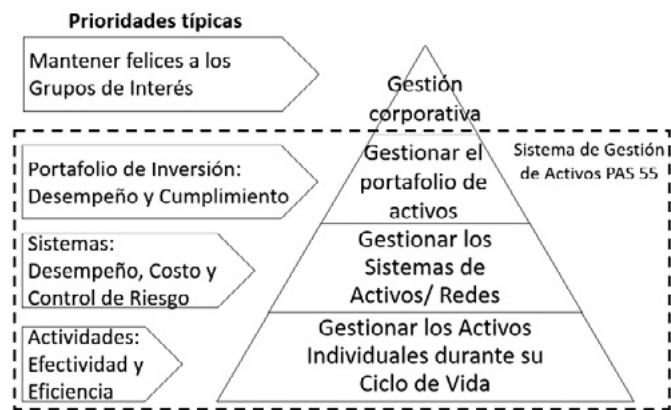 Prioridades típicas
Mantener felices a los
Grupos de Interés
Gestión
corporativa
Portafolio de Inversión:
Desempeño y Cumplimiento
Gestionar el
portafolio de
activos
Sistema de Gestión
de Activos PAS 55
Sistemas:
Desempeño, Costo y
Control de Riesgo
Gestionar los
Sistemas de
Activos/ Redes
Actividades:
Efectividad y
Eficiencia
Gestionar los Activos
Individuales durante su
Ciclo de Vida